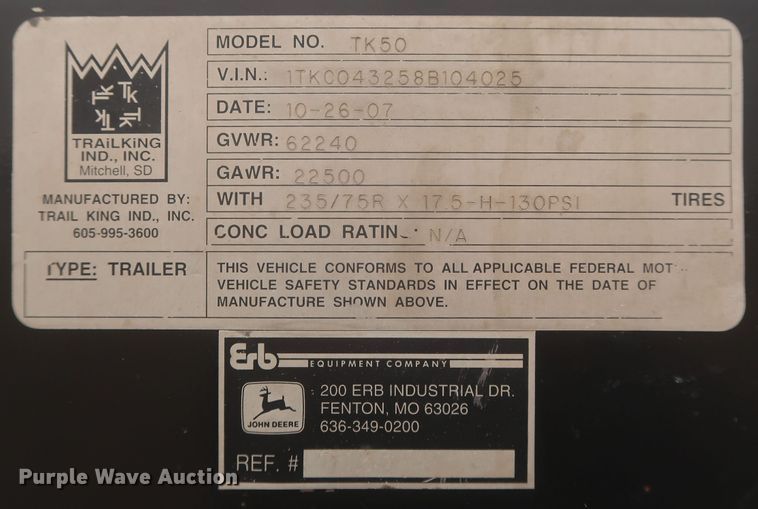 MODEL NO. TK50
V.I.N.: 1TKC043258B104025
DATE: 10-26-07
GVWR: 62240
GAWR: 22500
WITH 235/75R X 17.5-H-130PSI TIRES
CONC LOAD RATIN : N/A
TK TK TK TK
TRAiLKiNG
IND., INC.
Mitchell, SD
MANUFACTURED BY:
TRAIL KING IND., INC.
605-995-3600
TYPE: TRAILER
THIS VEHICLE CONFORMS TO ALL APPLICABLE FEDERAL MOT
VEHICLE SAFETY STANDARDS IN EFFECT ON THE DATE OF
MANUFACTURE SHOWN ABOVE.
Erb
EQUIPMENT COMPANY
JOHN DEERE
200 ERB INDUSTRIAL DR.
FENTON, MO 63026
636-349-0200
REF. #
Purple Wave Auction